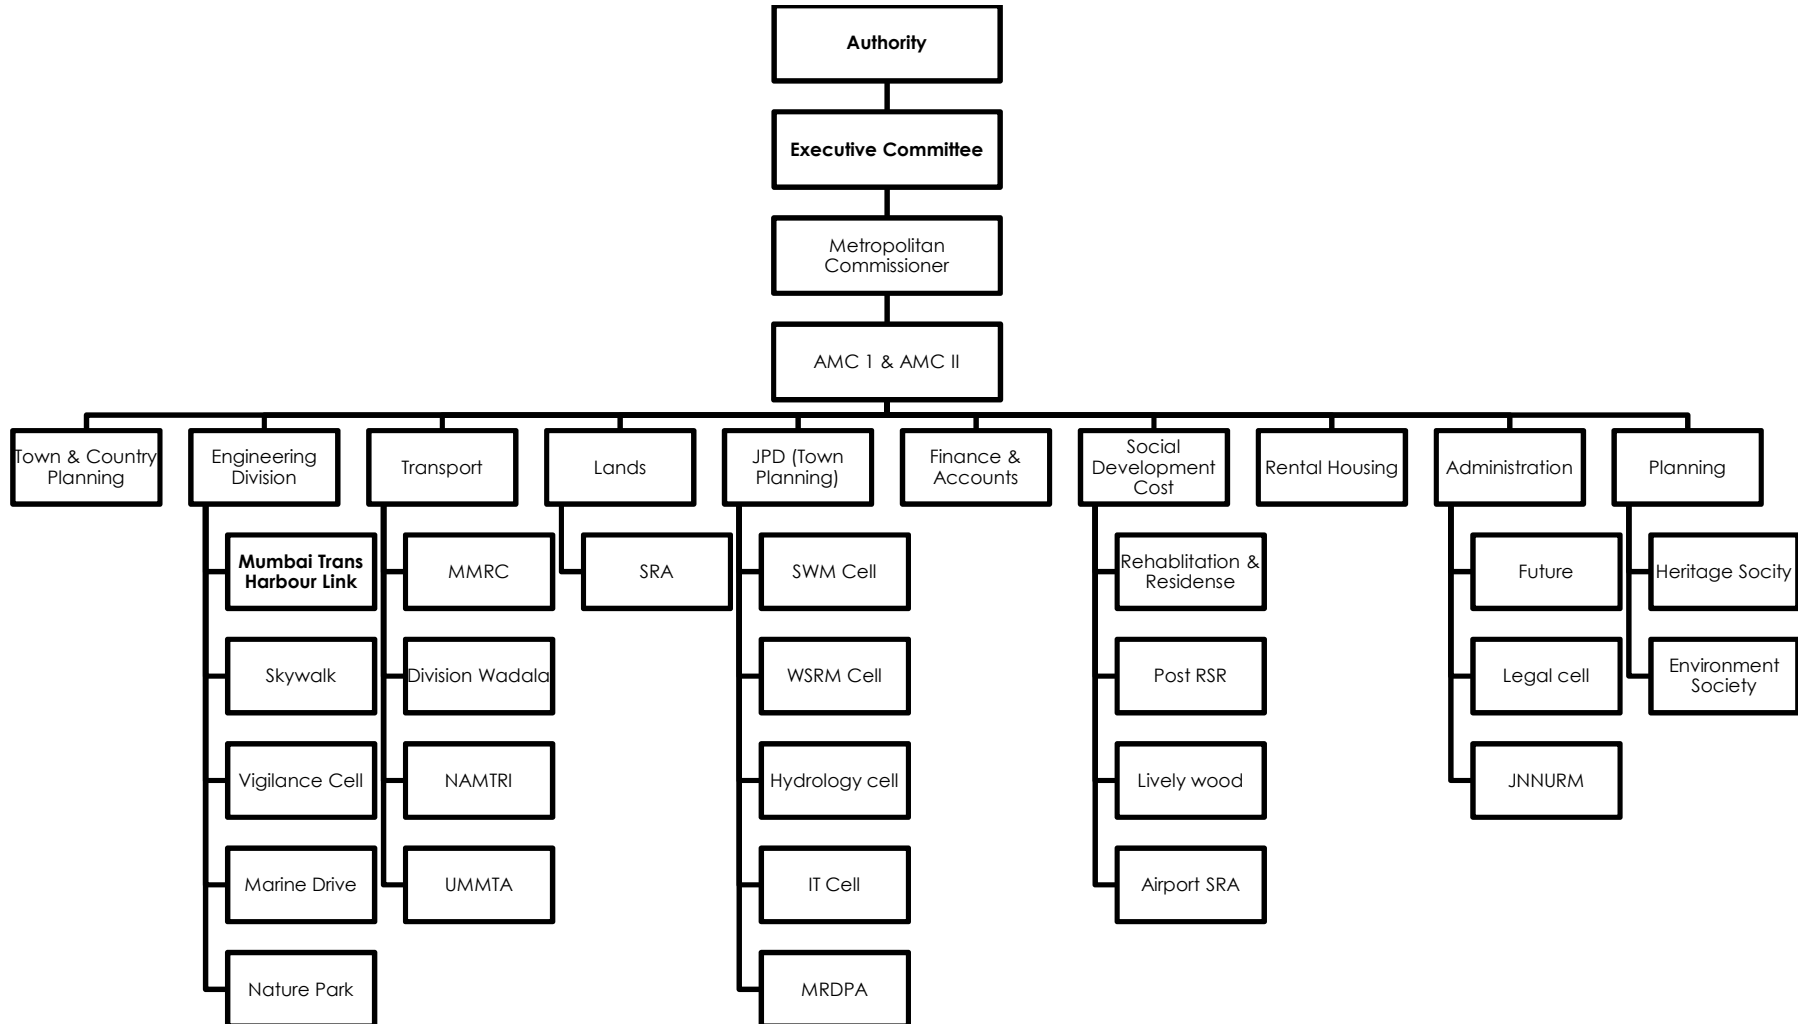 Authority
Executive Committee
Metropolitan
Commissioner
AMC 1 & AMC II
Town & Country
Planning
Engineering
Division
Transport
Lands
JPD (Town
Planning)
Finance &
Accounts
Social
Development
Cost
Rental Housing
Administration
Planning
Mumbai Trans
Harbour Link
Skywalk
Vigilance Cell
Marine Drive
Nature Park
MMRC
Division Wadala
NAMTRI
UMMTA
SRA
SWM Cell
WSRM Cell
Hydrology cell
IT Cell
MRDPA
Rehablitation &
Residense
Post RSR
Lively wood
Airport SRA
Future
Legal cell
JNNURM
Heritage Socity
Environment
Society